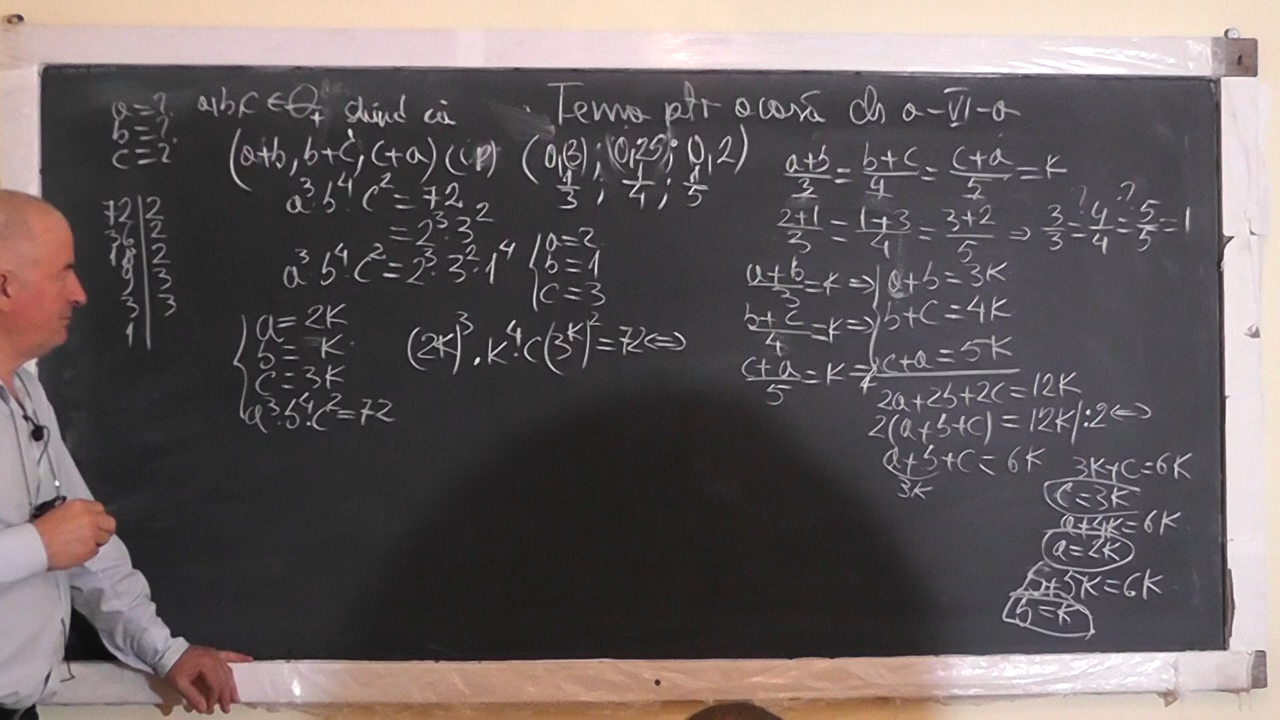 a=?
b=?
c=?
a,b,c ∈ Q₊ știind că
Tema ptr acasă cls a-VI-a
(a+b, b+c, c+a) (i.p) (0,(3); 0,25; 0,2)
1/3 ; 1/4 ; 1/5
a³·b⁴·c²=72
=2³·3²
a³·b⁴·c²=2³·3²·1⁴
a=2
b=1
c=3
72|2
36|2
18|2
9|3
3|3
1|
a=2K
b=K
c=3K
a³·b⁴·c²=72
(2K)³·K⁴·c(3K)²=72⇔
(a+b)/3=(b+c)/4=(c+a)/5=K
(2+1)/3=(1+3)/4=(3+2)/5 ⇒ 3/3 ?= 4/4 ?= 5/5=1
(a+b)/3=K⇒ a+b=3K
(b+c)/4=K⇒ b+c=4K
(c+a)/5=K⇒ c+a=5K
2a+2b+2c=12K
2(a+b+c)=12K|:2⇔
a+b+c=6K
3K
3K+c=6K
c=3K
a+4K=6K
a=2K
b+5K=6K
b=K